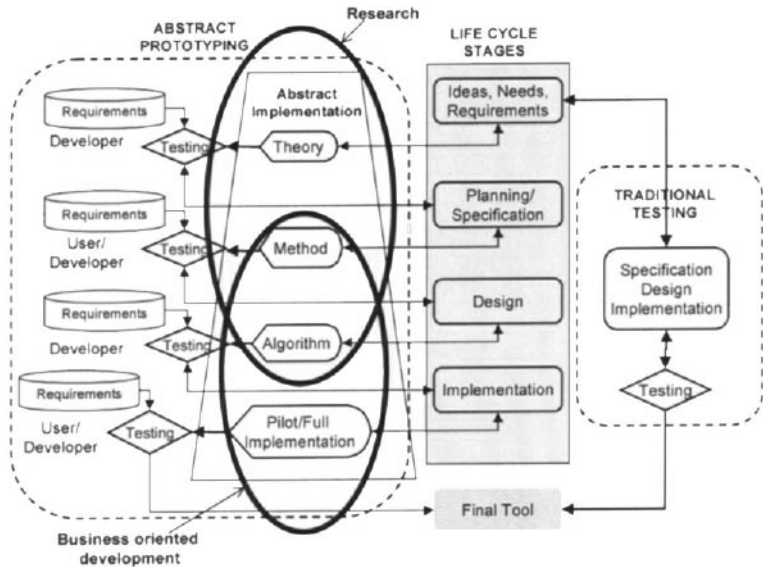 Research
ABSTRACT
PROTOTYPING
LIFE CYCLE
STAGES
Requirements
Developer
Testing
Abstract
Implementation
Theory
Ideas, Needs,
Requirements
Requirements
User/
Developer
Testing
Method
Planning/
Specification
TRADITIONAL
TESTING
Specification
Design
Implementation
Testing
Requirements
Developer
Testing
Algorithm
Design
Requirements
User/
Developer
Testing
Pilot/Full
Implementation
Implementation
Final Tool
Business oriented
development